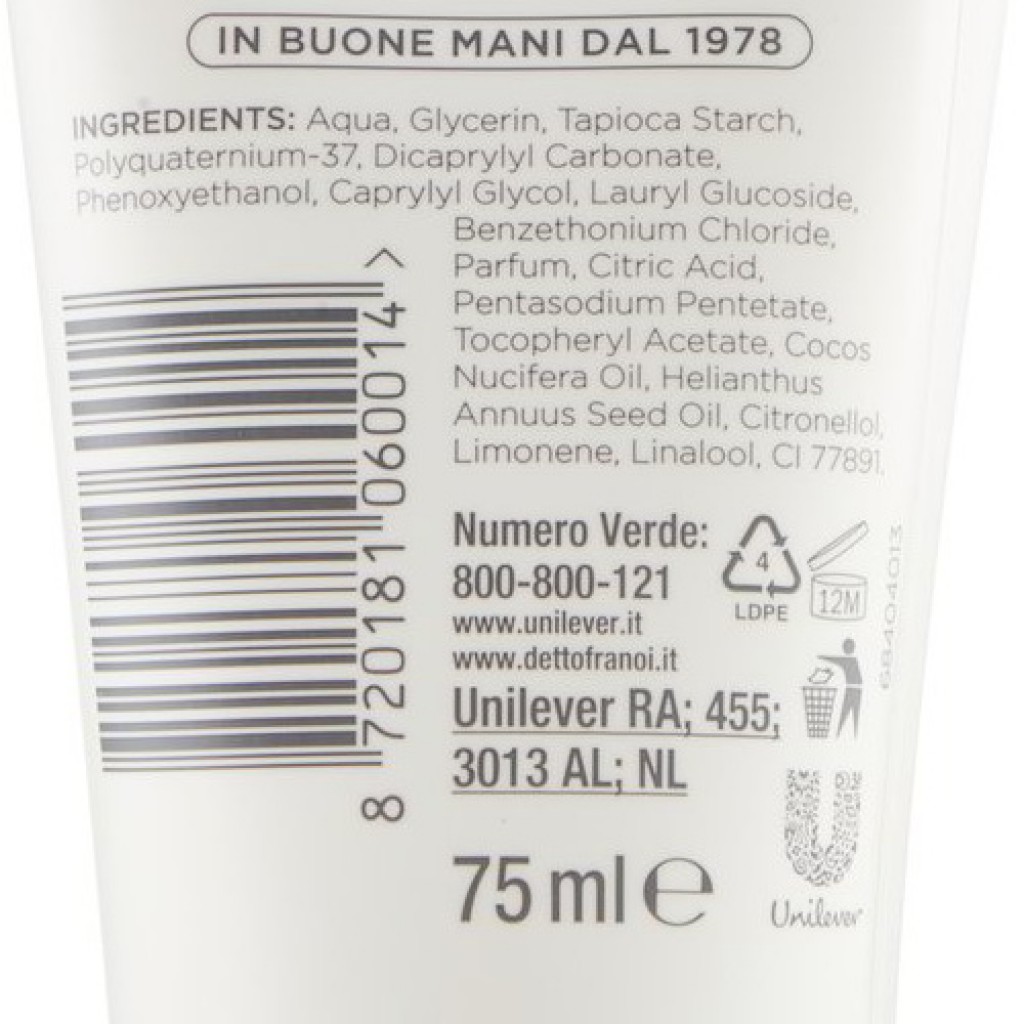 IN BUONE MANI DAL 1978
INGREDIENTS: Aqua, Glycerin, Tapioca Starch,
Polyquaternium-37, Dicaprylyl Carbonate,
Phenoxyethanol, Caprylyl Glycol, Lauryl Glucoside,
Benzethonium Chloride,
Parfum, Citric Acid,
Pentasodium Pentetate,
Tocopheryl Acetate, Cocos
Nucifera Oil, Helianthus
Annuus Seed Oil, Citronellol,
Limonene, Linalool, CI 77891.
8 720181 060014 >
Numero Verde:
800-800-121
www.unilever.it
www.dettofranoi.it
Unilever RA; 455;
3013 AL; NL
4
LDPE
12M
68404013
75 ml e
U
Unilever